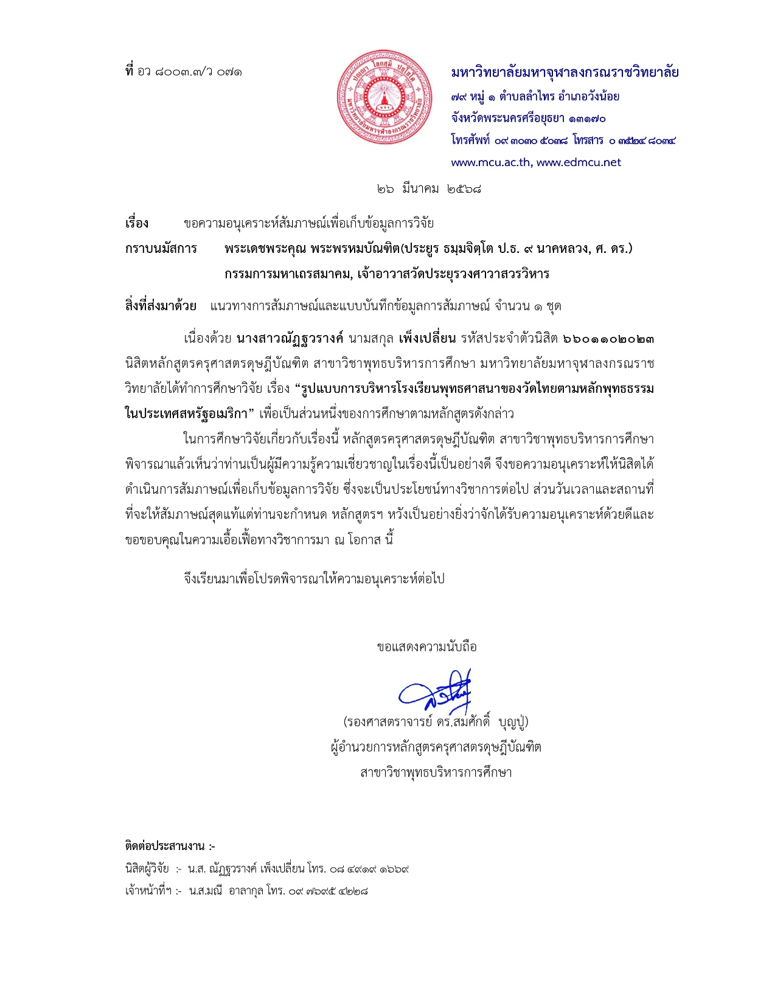 ที่ อว ๘๐๐๓.๓/ว ๐๗๑
ปญฺญา โลกสฺมิ ปชฺโชโต
มจร
มหาวิทยาลัยมหาจุฬาลงกรณราชวิทยาลัย
มหาวิทยาลัยมหาจุฬาลงกรณราชวิทยาลัย
๗๙ หมู่ ๑ ตำบลลำไทร อำเภอวังน้อย
จังหวัดพระนครศรีอยุธยา ๑๓๑๗๐
โทรศัพท์ ๐๙ ๓๐๓๐ ๕๐๓๘ โทรสาร ๐ ๓๕๒๔ ๘๐๓๔
www.mcu.ac.th, www.edmcu.net
๒๖ มีนาคม ๒๕๖๘
เรื่อง ขอความอนุเคราะห์สัมภาษณ์เพื่อเก็บข้อมูลการวิจัย
กราบนมัสการ พระเดชพระคุณ พระพรหมบัณฑิต(ประยูร ธมฺมจิตฺโต ป.ธ. ๙ นาคหลวง, ศ. ดร.)
กรรมการมหาเถรสมาคม, เจ้าอาวาสวัดประยุรวงศาวาสวรวิหาร
สิ่งที่ส่งมาด้วย แนวทางการสัมภาษณ์และแบบบันทึกข้อมูลการสัมภาษณ์ จำนวน ๑ ชุด
เนื่องด้วย นางสาวณัฏฐวรางค์ นามสกุล เพ็งเปลี่ยน รหัสประจำตัวนิสิต ๖๖๐๑๑๐๒๐๒๓
นิสิตหลักสูตรครุศาสตรดุษฎีบัณฑิต สาขาวิชาพุทธบริหารการศึกษา มหาวิทยาลัยมหาจุฬาลงกรณราช
วิทยาลัยได้ทำการศึกษาวิจัย เรื่อง “รูปแบบการบริหารโรงเรียนพุทธศาสนาของวัดไทยตามหลักพุทธธรรม
ในประเทศสหรัฐอเมริกา” เพื่อเป็นส่วนหนึ่งของการศึกษาตามหลักสูตรดังกล่าว
ในการศึกษาวิจัยเกี่ยวกับเรื่องนี้ หลักสูตรครุศาสตรดุษฎีบัณฑิต สาขาวิชาพุทธบริหารการศึกษา
พิจารณาแล้วเห็นว่าท่านเป็นผู้มีความรู้ความเชี่ยวชาญในเรื่องนี้เป็นอย่างดี จึงขอความอนุเคราะห์ให้นิสิตได้
ดำเนินการสัมภาษณ์เพื่อเก็บข้อมูลการวิจัย ซึ่งจะเป็นประโยชน์ทางวิชาการต่อไป ส่วนวันเวลาและสถานที่
ที่จะให้สัมภาษณ์สุดแท้แต่ท่านจะกำหนด หลักสูตรฯ หวังเป็นอย่างยิ่งว่าจักได้รับความอนุเคราะห์ด้วยดีและ
ขอขอบคุณในความเอื้อเฟื้อทางวิชาการมา ณ โอกาส นี้
จึงเรียนมาเพื่อโปรดพิจารณาให้ความอนุเคราะห์ต่อไป
ขอแสดงความนับถือ
(รองศาสตราจารย์ ดร.สมศักดิ์ บุญปู่)
ผู้อำนวยการหลักสูตรครุศาสตรดุษฎีบัณฑิต
สาขาวิชาพุทธบริหารการศึกษา
ติดต่อประสานงาน :-
นิสิตผู้วิจัย :- น.ส. ณัฏฐวรางค์ เพ็งเปลี่ยน โทร. ๐๘ ๔๙๑๙ ๑๖๖๙
เจ้าหน้าที่ฯ :- น.ส.มณี อาลากุล โทร. ๐๙ ๗๖๙๕ ๔๒๒๘